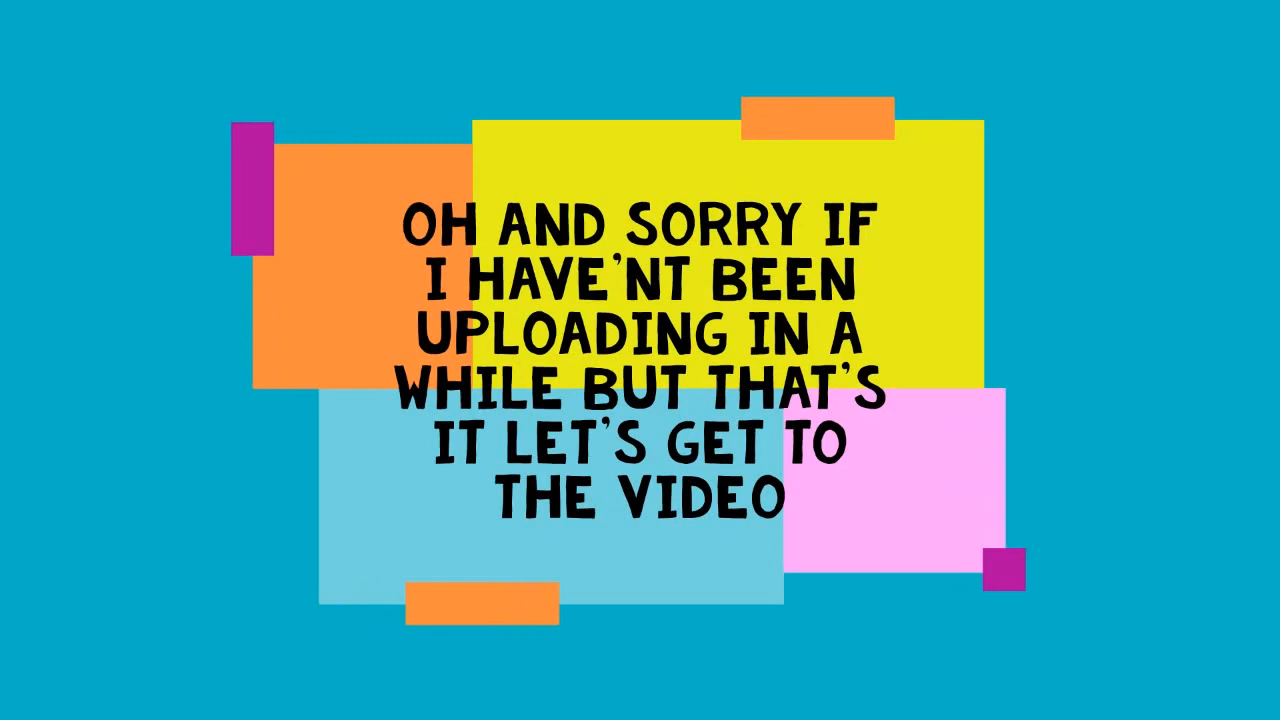 OH AND SORRY IF
I HAVE'NT BEEN
UPLOADING IN A
WHILE BUT THAT'S
IT LET'S GET TO
THE VIDEO